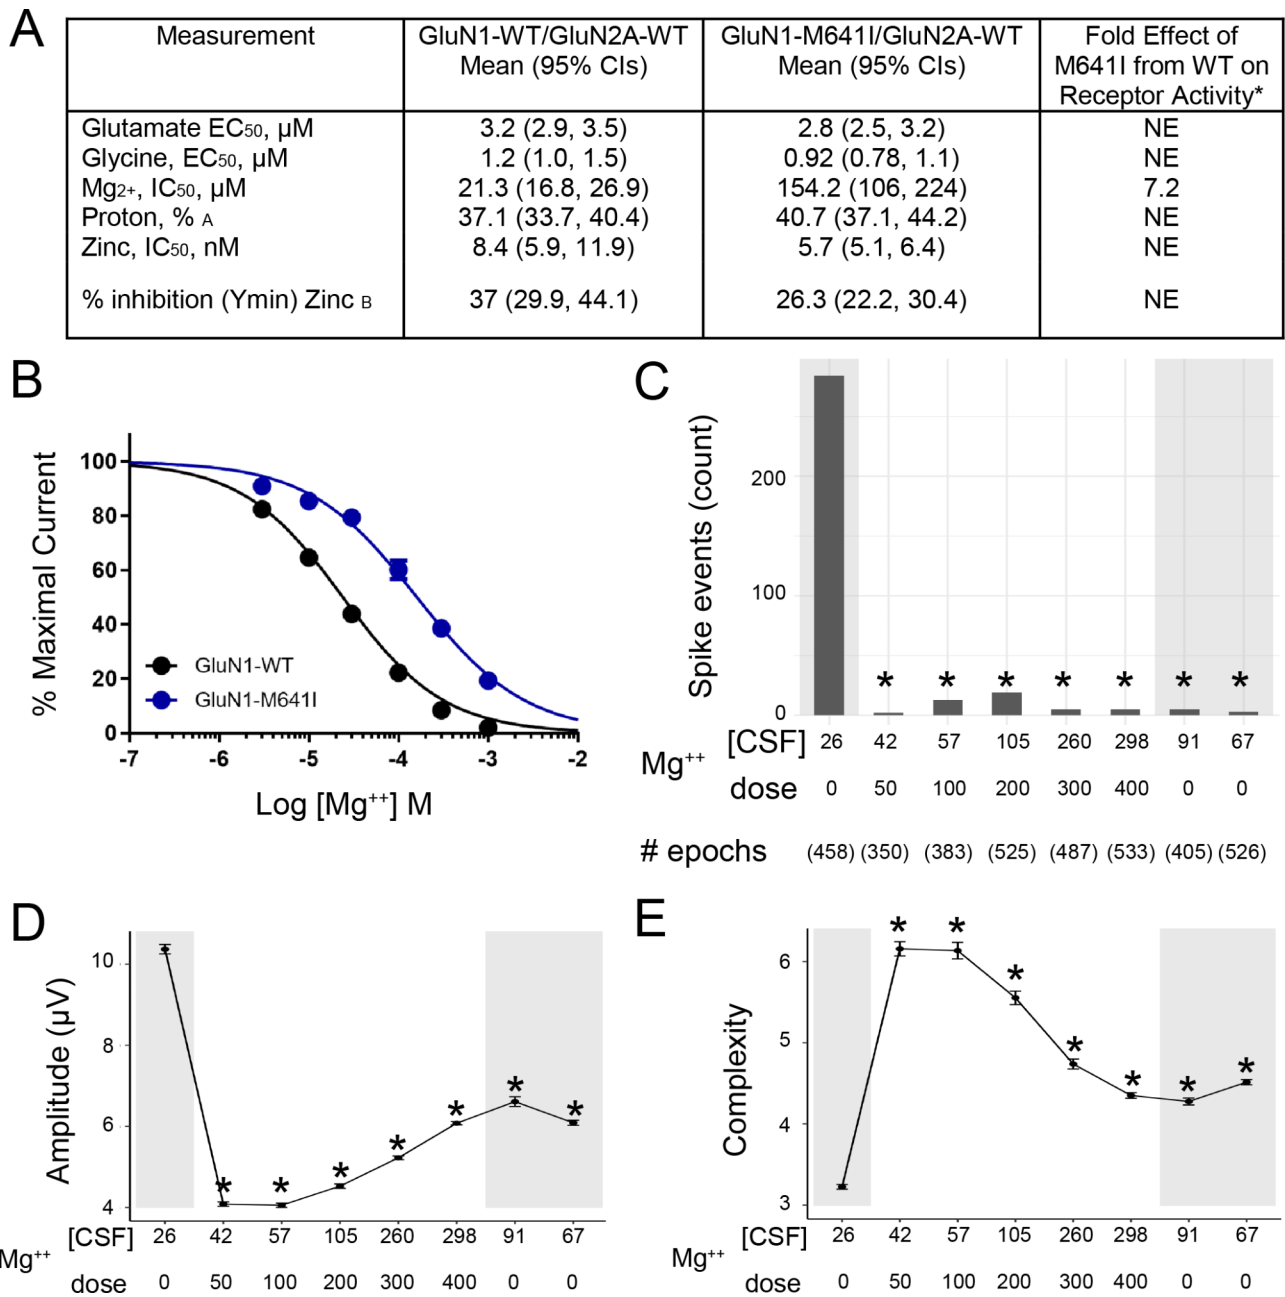 A
Measurement GluN1-WT/GluN2A-WT GluN1-M641I/GluN2A-WT Fold Effect of
Mean (95% CIs) Mean (95% CIs) M641I from WT on
Receptor Activity*
Glutamate EC50, µM 3.2 (2.9, 3.5) 2.8 (2.5, 3.2) NE
Glycine, EC50, µM 1.2 (1.0, 1.5) 0.92 (0.78, 1.1) NE
Mg2+, IC50, µM 21.3 (16.8, 26.9) 154.2 (106, 224) 7.2
Proton, % A 37.1 (33.7, 40.4) 40.7 (37.1, 44.2) NE
Zinc, IC50, nM 8.4 (5.9, 11.9) 5.7 (5.1, 6.4) NE
% inhibition (Ymin) Zinc B 37 (29.9, 44.1) 26.3 (22.2, 30.4) NE
B
% Maximal Current
100
80
60
40
20
0
GluN1-WT
GluN1-M641I
-7 -6 -5 -4 -3 -2
Log [Mg++] M
C
Spike events (count)
200
100
0
* * * * * * *
Mg++
[CSF] 26 42 57 105 260 298 91 67
dose 0 50 100 200 300 400 0 0
# epochs (458) (350) (383) (525) (487) (533) (405) (526)
D
Amplitude (µV)
10
8
6
4
* * * * * * *
Mg++
[CSF] 26 42 57 105 260 298 91 67
dose 0 50 100 200 300 400 0 0
E
Complexity
6
5
4
3
* * * * * * *
Mg++
[CSF] 26 42 57 105 260 298 91 67
dose 0 50 100 200 300 400 0 0